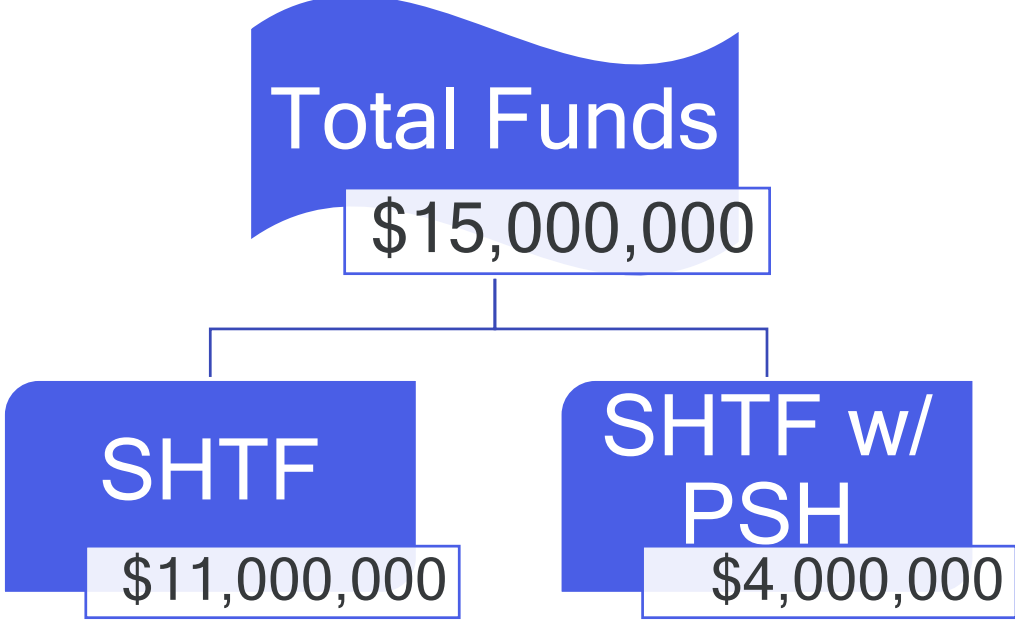 Total Funds
$15,000,000
SHTF
$11,000,000
SHTF w/
PSH
$4,000,000